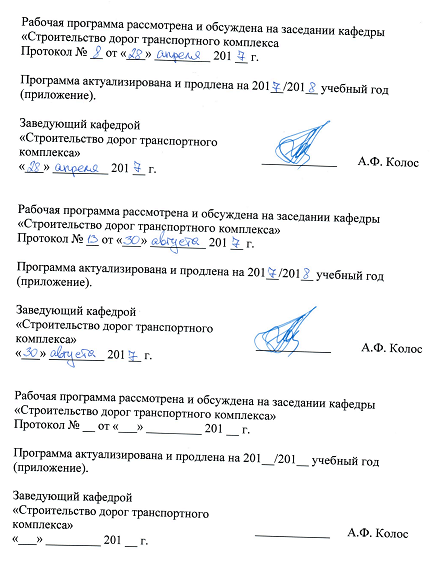 Рабочая программа рассмотрена и обсуждена на заседании кафедры
«Строительство дорог транспортного комплекса
Протокол № 8 от «28» апреля 2017 г.
Программа актуализирована и продлена на 2017/2018 учебный год
(приложение).
Заведующий кафедрой
«Строительство дорог транспортного
комплекса»
«28» апреля 2017 г. А.Ф. Колос
Рабочая программа рассмотрена и обсуждена на заседании кафедры
«Строительство дорог транспортного комплекса»
Протокол № 13 от «30» августа 2017 г.
Программа актуализирована и продлена на 2017/2018 учебный год
(приложение).
Заведующий кафедрой
«Строительство дорог транспортного
комплекса» А.Ф. Колос
«30» августа 2017 г.
Рабочая программа рассмотрена и обсуждена на заседании кафедры
«Строительство дорог транспортного комплекса»
Протокол № __ от «___» _________ 201 __ г.
Программа актуализирована и продлена на 201__/201__ учебный год
(приложение).
Заведующий кафедрой
«Строительство дорог транспортного
комплекса» ____________ А.Ф. Колос
«___» _________ 201 __ г.